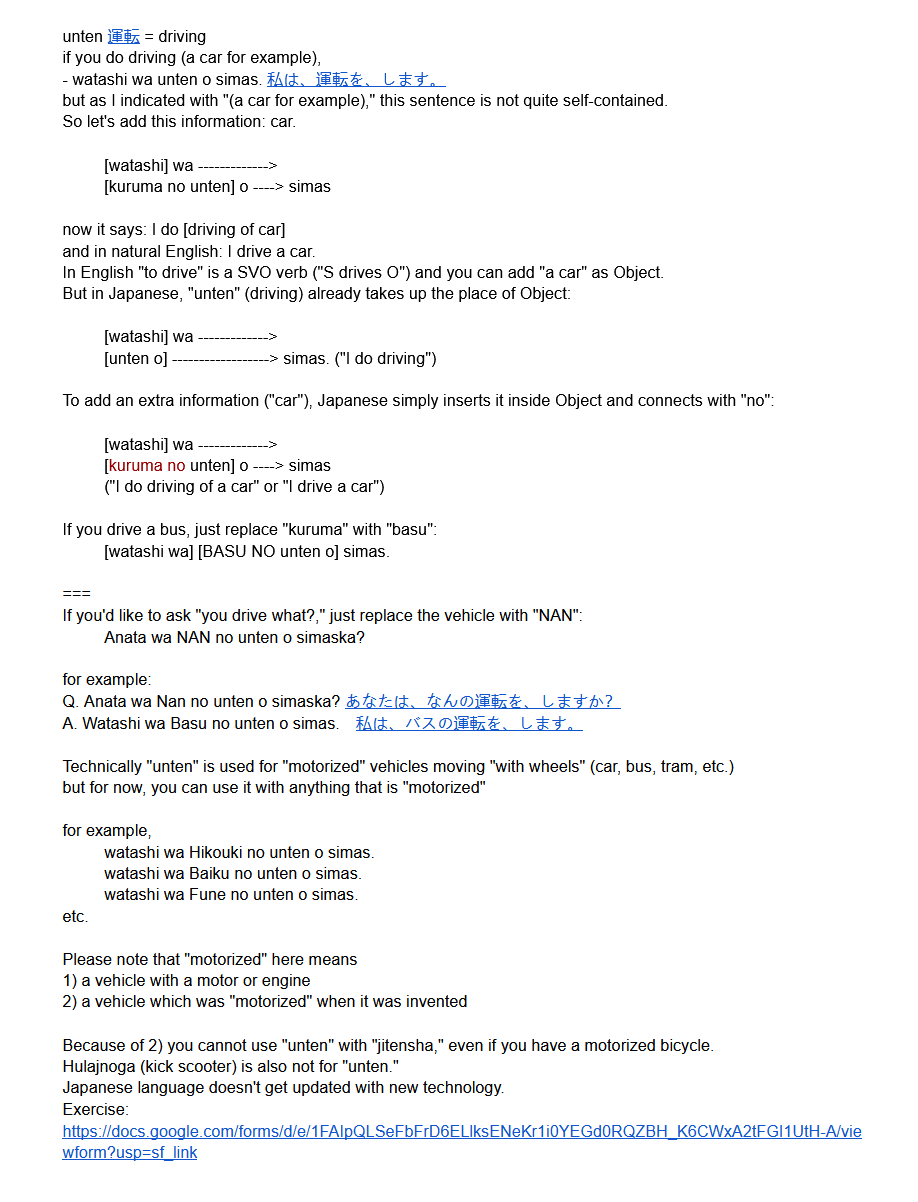 unten 運転 = driving
if you do driving (a car for example),
- watashi wa unten o simas. 私は、運転を、します。
but as I indicated with "(a car for example)," this sentence is not quite self-contained.
So let's add this information: car.
[watashi] wa ------------->
[kuruma no unten] o ----> simas
now it says: I do [driving of car]
and in natural English: I drive a car.
In English "to drive" is a SVO verb ("S drives O") and you can add "a car" as Object.
But in Japanese, "unten" (driving) already takes up the place of Object:
[watashi] wa ------------->
[unten o] ------------------> simas. ("I do driving")
To add an extra information ("car"), Japanese simply inserts it inside Object and connects with "no":
[watashi] wa ------------->
[kuruma no unten] o ----> simas
("I do driving of a car" or "I drive a car")
If you drive a bus, just replace "kuruma" with "basu":
[watashi wa] [BASU NO unten o] simas.
===
If you'd like to ask "you drive what?," just replace the vehicle with "NAN":
Anata wa NAN no unten o simaska?
for example:
Q. Anata wa Nan no unten o simaska? あなたは、なんの運転を、しますか？
A. Watashi wa Basu no unten o simas.　私は、バスの運転を、します。
Technically "unten" is used for "motorized" vehicles moving "with wheels" (car, bus, tram, etc.)
but for now, you can use it with anything that is "motorized"
for example,
watashi wa Hikouki no unten o simas.
watashi wa Baiku no unten o simas.
watashi wa Fune no unten o simas.
etc.
Please note that "motorized" here means
1) a vehicle with a motor or engine
2) a vehicle which was "motorized" when it was invented
Because of 2) you cannot use "unten" with "jitensha," even if you have a motorized bicycle.
Hulajnoga (kick scooter) is also not for "unten."
Japanese language doesn't get updated with new technology.
Exercise:
https://docs.google.com/forms/d/e/1FAIpQLSeFbFrD6ELlksENeKr1i0YEGd0RQZBH_K6CWxA2tFGI1UtH-A/vie
wform?usp=sf_link